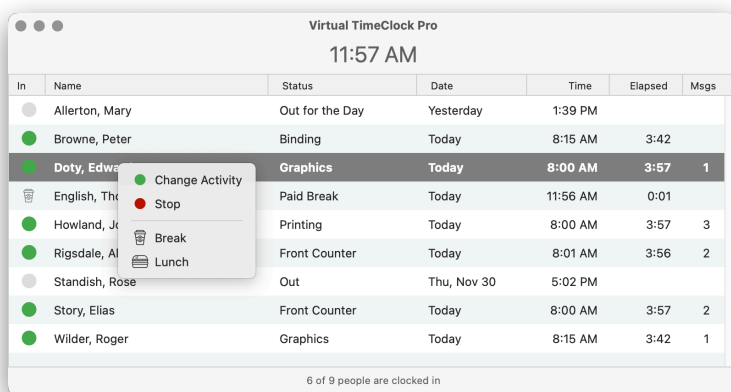 Virtual TimeClock Pro
11:57 AM
In Name Status Date Time Elapsed Msgs
Allerton, Mary Out for the Day Yesterday 1:39 PM
Browne, Peter Binding Today 8:15 AM 3:42
Doty, Graphics Today 8:00 AM 3:57 1
Change Activity
English, Paid Break Today 11:56 AM 0:01
Stop
Howland, Printing Today 8:00 AM 3:57 3
Break
Rigsdale, Front Counter Today 8:01 AM 3:56 2
Lunch
Standish, Rose Out Thu, Nov 30 5:02 PM
Story, Elias Front Counter Today 8:00 AM 3:57 2
Wilder, Roger Graphics Today 8:15 AM 3:42 1
6 of 9 people are clocked in